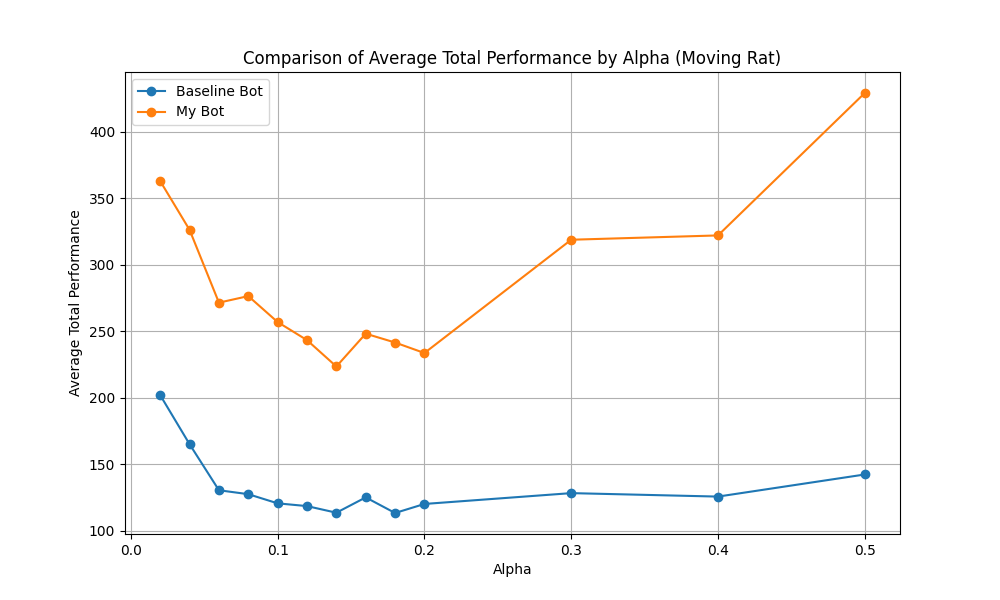 Comparison of Average Total Performance by Alpha (Moving Rat)
Baseline Bot
My Bot
Average Total Performance
400
350
300
250
200
150
100
0.0 0.1 0.2 0.3 0.4 0.5
Alpha